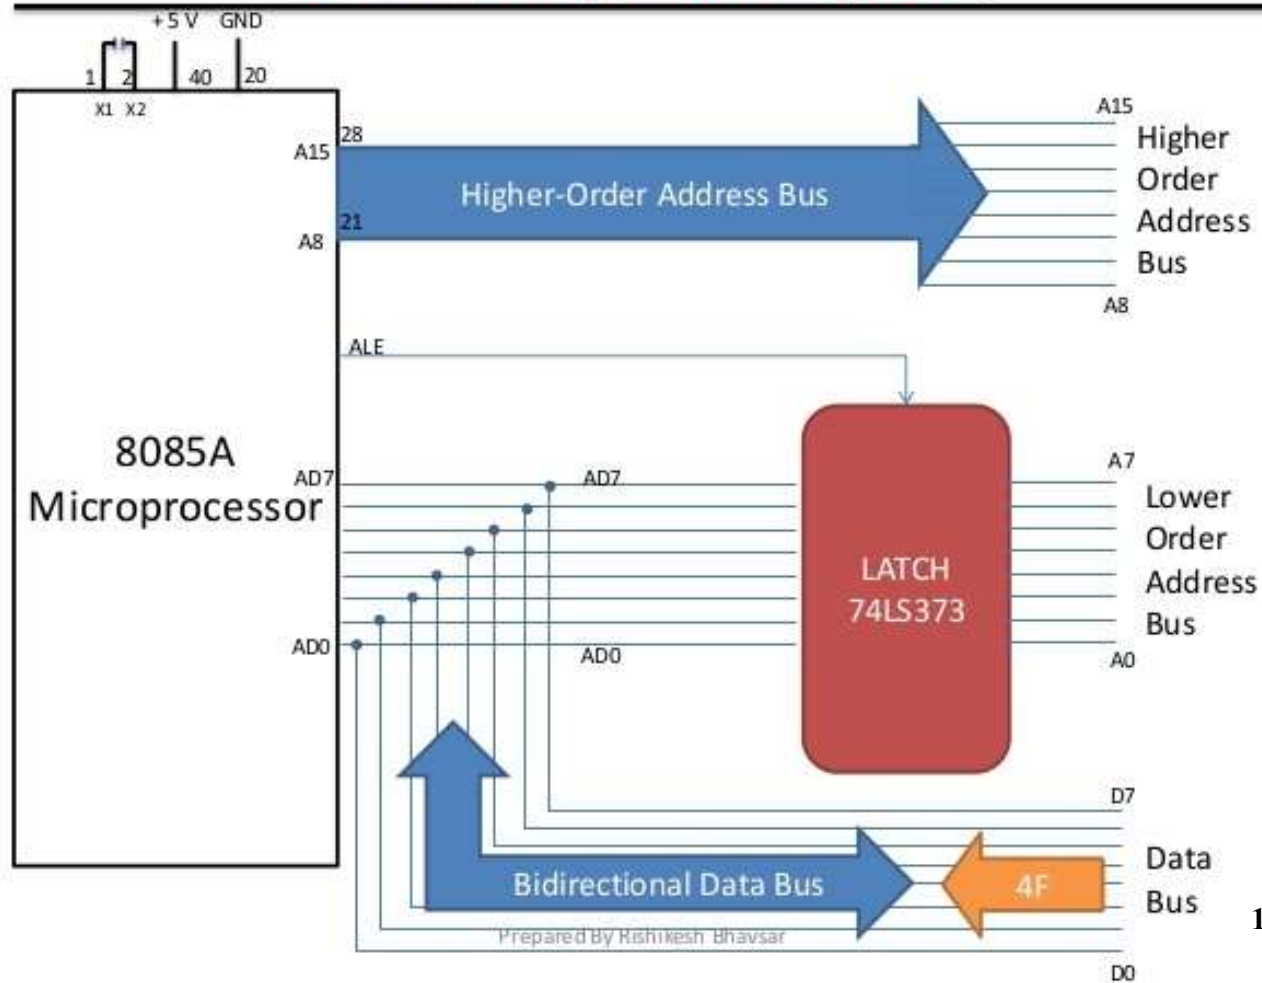 +5 V GND
1 2 40 20
X1 X2
28
A15
Higher-Order Address Bus
21
A8
A15
Higher
Order
Address
Bus
A8
ALE
8085A
Microprocessor
AD7
AD7
AD0
AD0
LATCH
74LS373
A7
Lower
Order
Address
Bus
A0
D7
Data
Bus
D0
Bidirectional Data Bus
4F
Prepared By Rishikesh Bhavsar
1